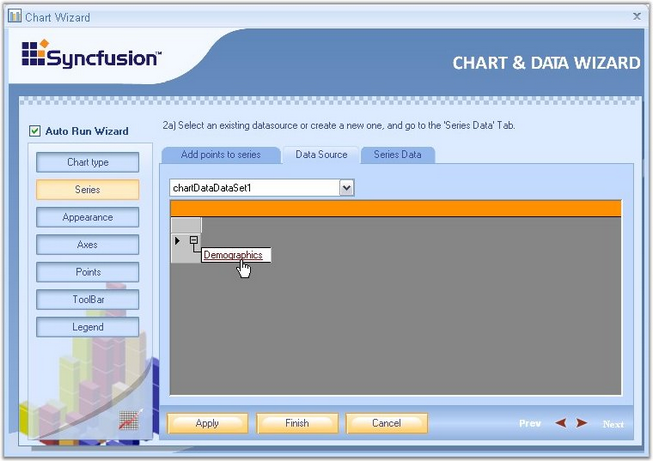 Chart Wizard
Syncfusion™
CHART & DATA WIZARD
Auto Run Wizard
2a) Select an existing datasource or create a new one, and go to the 'Series Data' Tab.
Chart type
Series
Appearance
Axes
Points
ToolBar
Legend
Add points to series
Data Source
Series Data
chartDataDataSet1
Demographics
Apply
Finish
Cancel
Prev
Next